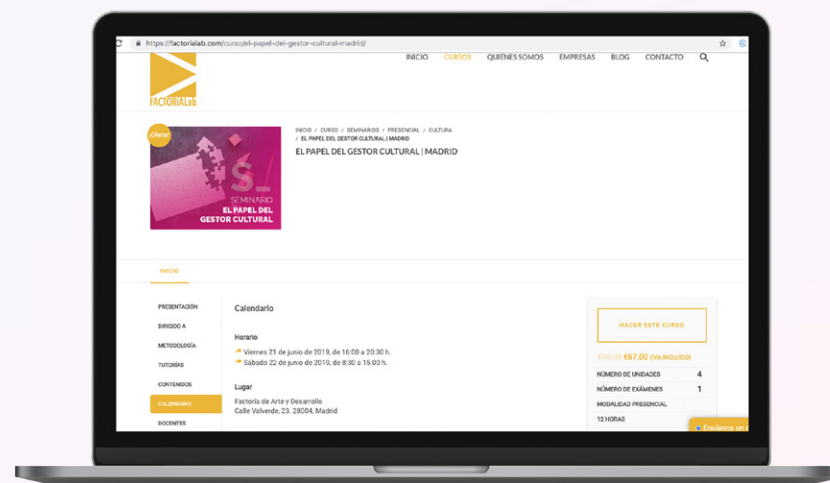 https://factorialab.com/curso/el-papel-del-gestor-cultural-madrid/
INICIO CURSOS QUIENES SOMOS EMPRESAS BLOG CONTACTO
FACTORÍALab
¡Oferta!
INICIO / CURSO / SEMINARIOS / PRESENCIAL / CULTURA
/ EL PAPEL DEL GESTOR CULTURAL | MADRID
EL PAPEL DEL GESTOR CULTURAL | MADRID
S_
SEMINARIO
EL PAPEL DEL
GESTOR CULTURAL
INICIO
PRESENTACIÓN
DIRIGIDO A
METODOLOGÍA
TUTORÍAS
CONTENIDOS
CALENDARIO
DOCENTES
Calendario
Horario
Viernes 21 de junio de 2019, de 16:00 a 20:30 h.
Sábado 22 de junio de 2019, de 8:30 a 15:00 h.
Lugar
Factoría de Arte y Desarrollo
Calle Valverde, 23. 28004, Madrid
HACER ESTE CURSO
€90.00 €67.00 (IVA INCLUIDO)
NÚMERO DE UNIDADES 4
NÚMERO DE EXÁMENES 1
MODALIDAD PRESENCIAL
12 HORAS
Envíenos un